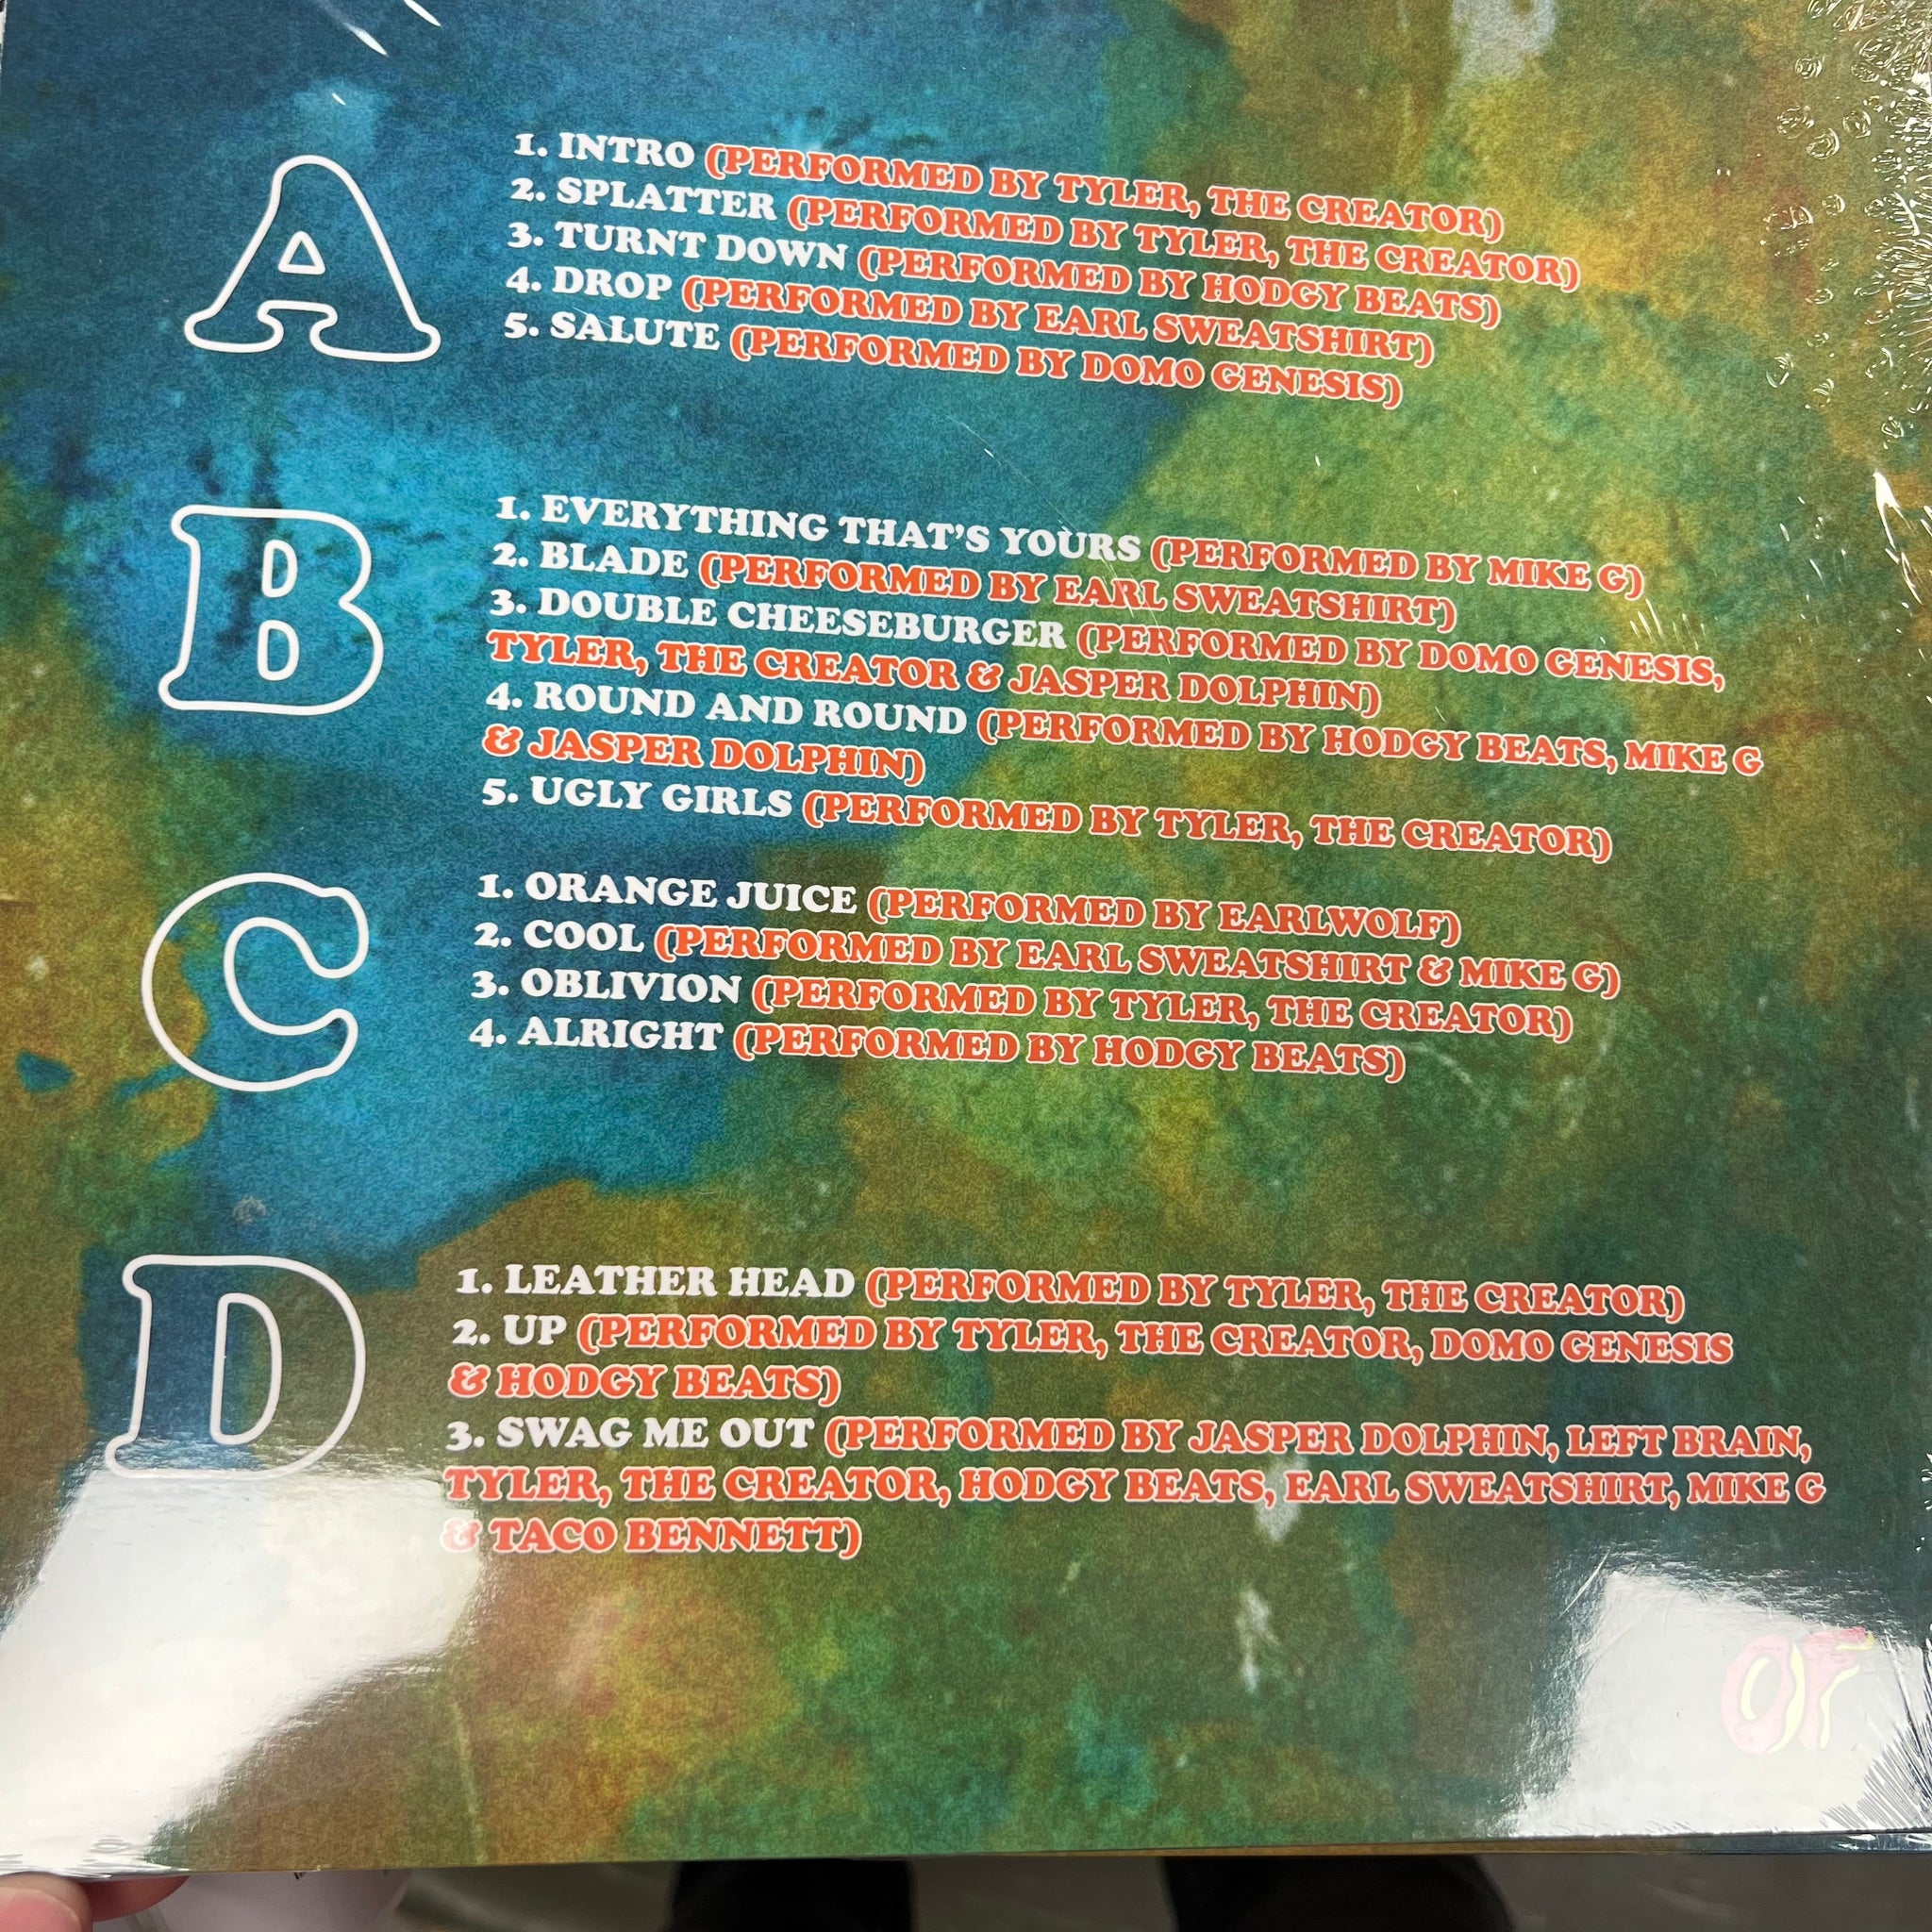 A
1. INTRO (PERFORMED BY TYLER, THE CREATOR)
2. SPLATTER (PERFORMED BY TYLER, THE CREATOR)
3. TURNT DOWN (PERFORMED BY HODGY BEATS)
4. DROP (PERFORMED BY EARL SWEATSHIRT)
5. SALUTE (PERFORMED BY DOMO GENESIS)
B
1. EVERYTHING THAT'S YOURS (PERFORMED BY MIKE G)
2. BLADE (PERFORMED BY EARL SWEATSHIRT)
3. DOUBLE CHEESEBURGER (PERFORMED BY DOMO GENESIS,
TYLER, THE CREATOR & JASPER DOLPHIN)
4. ROUND AND ROUND (PERFORMED BY HODGY BEATS, MIKE G
& JASPER DOLPHIN)
5. UGLY GIRLS (PERFORMED BY TYLER, THE CREATOR)
C
1. ORANGE JUICE (PERFORMED BY EARLWOLF)
2. COOL (PERFORMED BY EARL SWEATSHIRT & MIKE G)
3. OBLIVION (PERFORMED BY TYLER, THE CREATOR)
4. ALRIGHT (PERFORMED BY HODGY BEATS)
D
1. LEATHER HEAD (PERFORMED BY TYLER, THE CREATOR)
2. UP (PERFORMED BY TYLER, THE CREATOR, DOMO GENESIS
& HODGY BEATS)
3. SWAG ME OUT (PERFORMED BY JASPER DOLPHIN, LEFT BRAIN,
TYLER, THE CREATOR, HODGY BEATS, EARL SWEATSHIRT, MIKE G
& TACO BENNETT)
OF